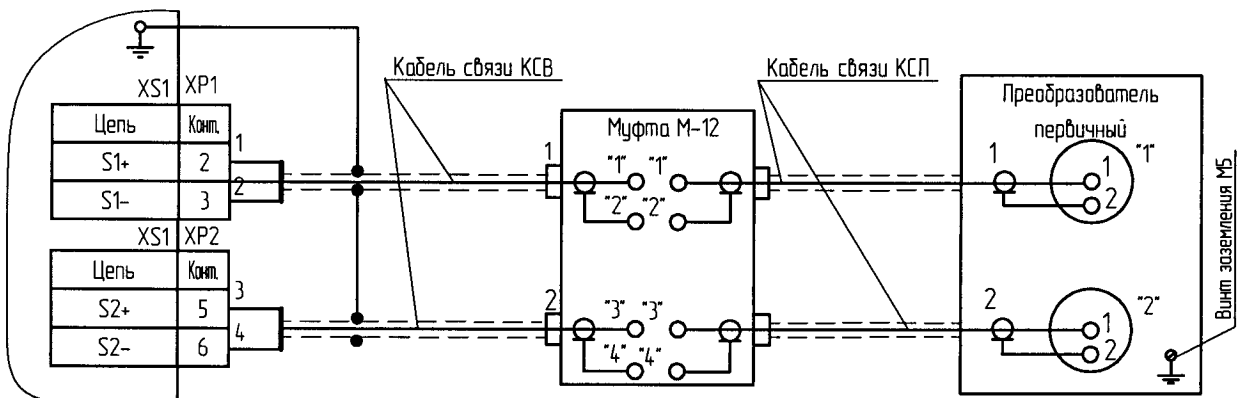 Кабель связи КСВ
Кабель связи КСП
XS1 XP1
Цепь Конт.
S1+ 2
S1- 3
1
2
XS1 XP2
Цепь Конт.
S2+ 5
S2- 6
3
4
1
2
Муфта М-12
"1" "1"
"2" "2"
"3" "3"
"4" "4"
Преобразователь
первичный
1
1
2
"1"
2
1
2
"2"
Винт заземления М5